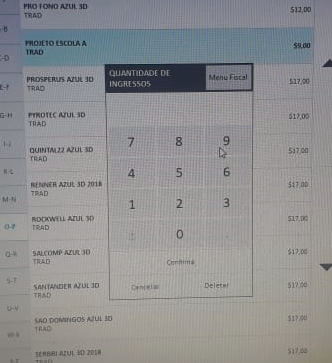 PRO FONO AZUL 3D
TRAD
$12,00
PROJETO ESCOLA A
TRAD
$9,00
PROSPERUS AZUL 3D
TRAD
$17,00
PYROTEC AZUL 3D
TRAD
$17,00
QUINTALZZ AZUL 3D
TRAD
$17,00
RENNER AZUL 3D 2018
TRAD
$17,00
ROCKWELL AZUL 3D
TRAD
$17,00
SALCOMP AZUL 3D
TRAD
$17,00
SANTANDER AZUL 3D
TRAD
$17,00
SAO DOMINGOS AZUL 3D
TRAD
$17,00
SERBRI AZUL 3D 2018
$17,00
-B
-D
E-F
G-H
I-J
K-L
M-N
O-P
Q-R
S-T
U-V
W-X
QUANTIDADE DE
INGRESSOS
Menu Fiscal
7 8 9
4 5 6
1 2 3
0
Confirma
Cancelar Deletar